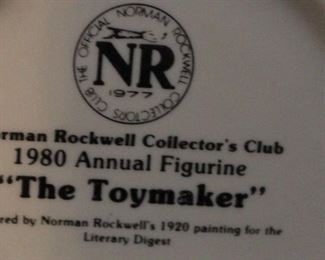 THE OFFICIAL NORMAN ROCKWELL COLLECTORS CLUB
NR
1977
orman Rockwell Collector's Club
1980 Annual Figurine
"The Toymaker"
red by Norman Rockwell's 1920 painting for the
Literary Digest